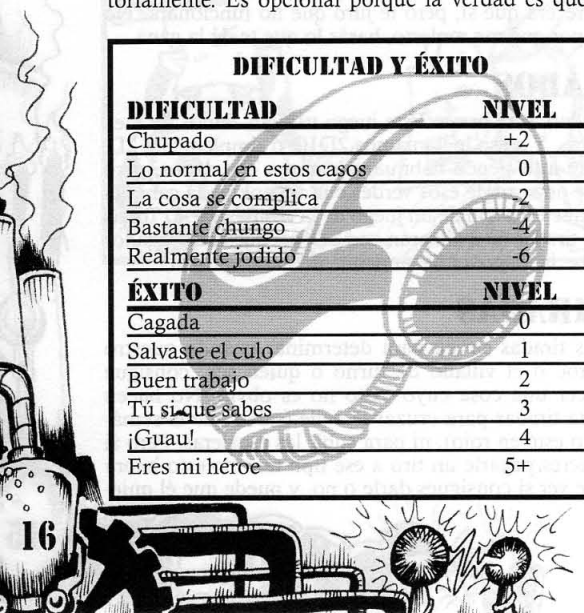 toriamente. Es opcional porque la verdad es que
DIFICULTAD Y ÉXITO
DIFICULTAD NIVEL
Chupado +2
Lo normal en estos casos 0
La cosa se complica -2
Bastante chungo -4
Realmente jodido -6
ÉXITO NIVEL
Cagada 0
Salvaste el culo 1
Buen trabajo 2
Tú si que sabes 3
¡Guau! 4
Eres mi héroe 5+
16